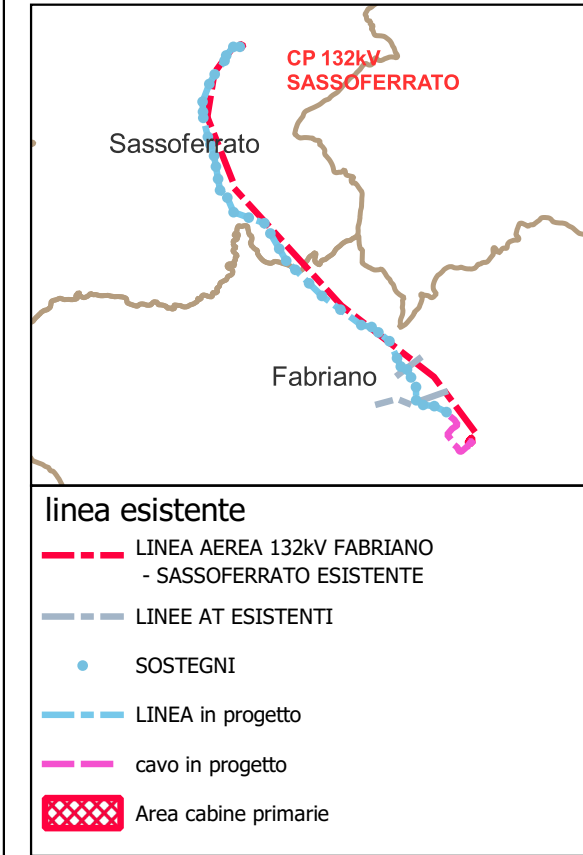 CP 132kV
SASSOFERRATO
Sassoferrato
Fabriano
linea esistente
LINEA AEREA 132kV FABRIANO
- SASSOFERRATO ESISTENTE
LINEE AT ESISTENTI
SOSTEGNI
LINEA in progetto
cavo in progetto
Area cabine primarie